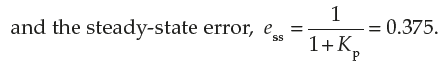 and the steady-state error, e_ss = 1/(1+K_p) = 0.375.